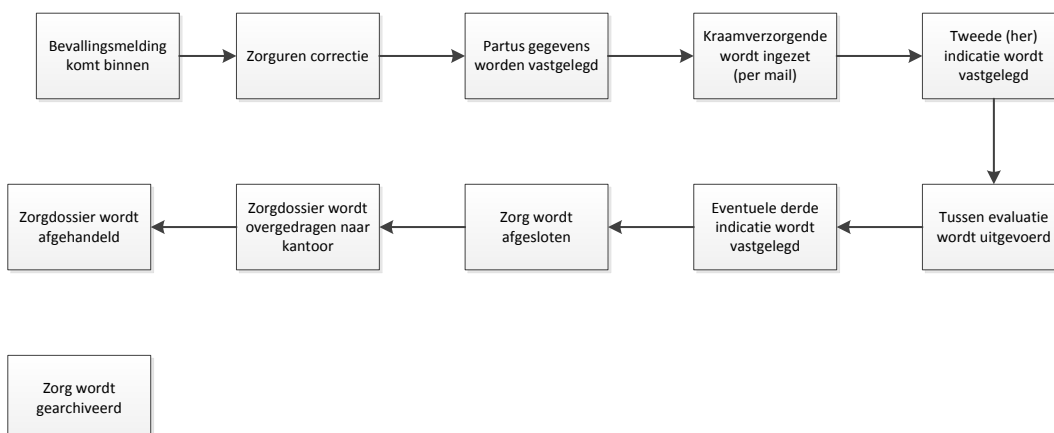 Bevallingsmelding
komt binnen
Zorguren correctie
Partus gegevens
worden vastgelegd
Kraamverzorgende
wordt ingezet
(per mail)
Tweede (her)
indicatie wordt
vastgelegd
Tussen evaluatie
wordt uitgevoerd
Eventuele derde
indicatie wordt
vastgelegd
Zorg wordt
afgesloten
Zorgdossier wordt
overgedragen naar
kantoor
Zorgdossier wordt
afgehandeld
Zorg wordt
gearchiveerd